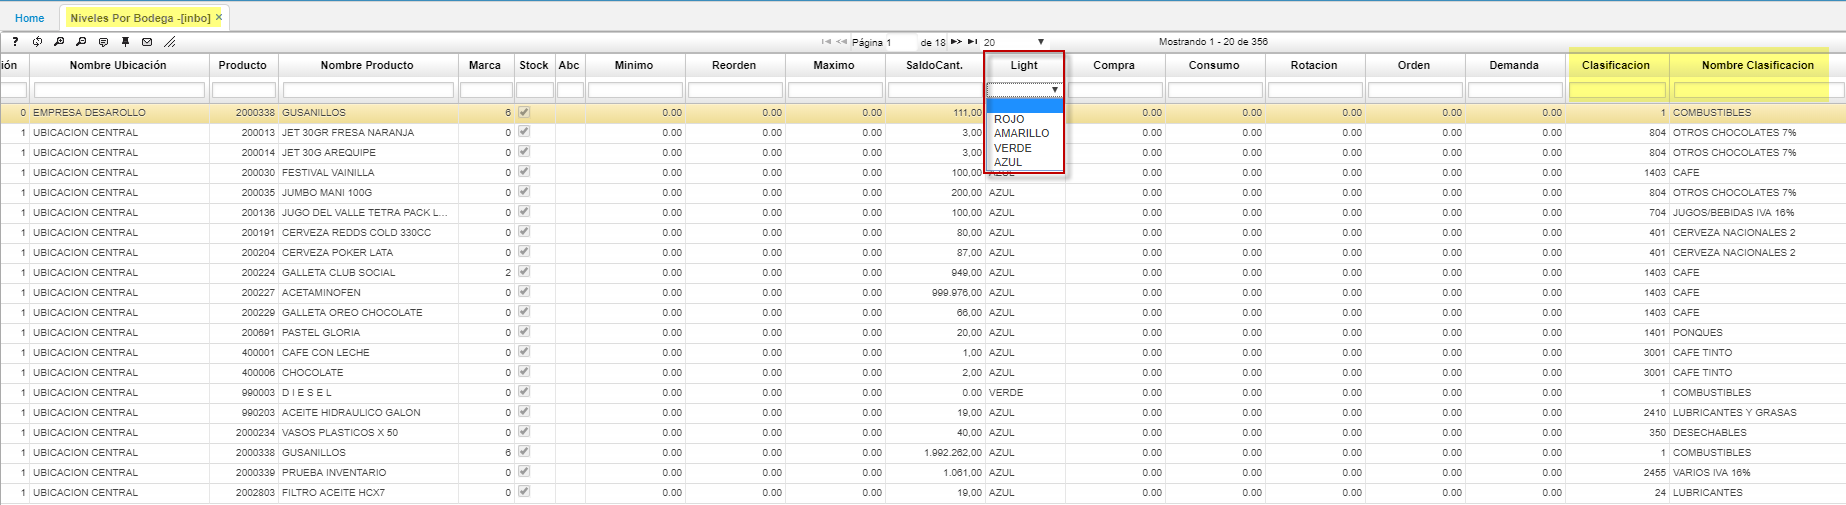 Home Niveles Por Bodega -[inbo] ×
? Página 1 de 18 20 Mostrando 1 - 20 de 356
ión Nombre Ubicación Producto Nombre Producto Marca Stock Abc Minimo Reorden Maximo SaldoCant. Light Compra Consumo Rotacion Orden Demanda Clasificacion Nombre Clasificacion
0 EMPRESA DESAROLLO 2000338 GUSANILLOS 6 0.00 0.00 0.00 111,00 0.00 0.00 0.00 0.00 0.00 1 COMBUSTIBLES
ROJO
1 UBICACION CENTRAL 200013 JET 30GR FRESA NARANJA 0 0.00 0.00 0.00 3,00 AMARILLO 0.00 0.00 0.00 0.00 0.00 804 OTROS CHOCOLATES 7%
VERDE
1 UBICACION CENTRAL 200014 JET 30G AREQUIPE 0 0.00 0.00 0.00 3,00 0.00 0.00 0.00 0.00 0.00 804 OTROS CHOCOLATES 7%
AZUL
1 UBICACION CENTRAL 200030 FESTIVAL VAINILLA 0 0.00 0.00 0.00 100,00 AZUL 0.00 0.00 0.00 0.00 0.00 1403 CAFE
1 UBICACION CENTRAL 200035 JUMBO MANI 100G 0 0.00 0.00 0.00 200,00 AZUL 0.00 0.00 0.00 0.00 0.00 804 OTROS CHOCOLATES 7%
1 UBICACION CENTRAL 200136 JUGO DEL VALLE TETRA PACK L... 0 0.00 0.00 0.00 100,00 AZUL 0.00 0.00 0.00 0.00 0.00 704 JUGOS/BEBIDAS IVA 16%
1 UBICACION CENTRAL 200191 CERVEZA REDDS COLD 330CC 0 0.00 0.00 0.00 80,00 AZUL 0.00 0.00 0.00 0.00 0.00 401 CERVEZA NACIONALES 2
1 UBICACION CENTRAL 200204 CERVEZA POKER LATA 0 0.00 0.00 0.00 87,00 AZUL 0.00 0.00 0.00 0.00 0.00 401 CERVEZA NACIONALES 2
1 UBICACION CENTRAL 200224 GALLETA CLUB SOCIAL 2 0.00 0.00 0.00 949,00 AZUL 0.00 0.00 0.00 0.00 0.00 1403 CAFE
1 UBICACION CENTRAL 200227 ACETAMINOFEN 0 0.00 0.00 0.00 999.976,00 AZUL 0.00 0.00 0.00 0.00 0.00 1403 CAFE
1 UBICACION CENTRAL 200229 GALLETA OREO CHOCOLATE 0 0.00 0.00 0.00 66,00 AZUL 0.00 0.00 0.00 0.00 0.00 1403 CAFE
1 UBICACION CENTRAL 200691 PASTEL GLORIA 0 0.00 0.00 0.00 20,00 AZUL 0.00 0.00 0.00 0.00 0.00 1401 PONQUES
1 UBICACION CENTRAL 400001 CAFE CON LECHE 0 0.00 0.00 0.00 1,00 AZUL 0.00 0.00 0.00 0.00 0.00 3001 CAFE TINTO
1 UBICACION CENTRAL 400006 CHOCOLATE 0 0.00 0.00 0.00 2,00 AZUL 0.00 0.00 0.00 0.00 0.00 3001 CAFE TINTO
1 UBICACION CENTRAL 990003 D I E S E L 0 0.00 0.00 0.00 0.00 VERDE 0.00 0.00 0.00 0.00 0.00 1 COMBUSTIBLES
1 UBICACION CENTRAL 990203 ACEITE HIDRAULICO GALON 0 0.00 0.00 0.00 19,00 AZUL 0.00 0.00 0.00 0.00 0.00 2410 LUBRICANTES Y GRASAS
1 UBICACION CENTRAL 2000234 VASOS PLASTICOS X 50 0 0.00 0.00 0.00 40,00 AZUL 0.00 0.00 0.00 0.00 0.00 350 DESECHABLES
1 UBICACION CENTRAL 2000338 GUSANILLOS 6 0.00 0.00 0.00 1.992.262,00 AZUL 0.00 0.00 0.00 0.00 0.00 1 COMBUSTIBLES
1 UBICACION CENTRAL 2000339 PRUEBA INVENTARIO 0 0.00 0.00 0.00 1.061,00 AZUL 0.00 0.00 0.00 0.00 0.00 2455 VARIOS IVA 16%
1 UBICACION CENTRAL 2002803 FILTRO ACEITE HCX7 0 0.00 0.00 0.00 19,00 AZUL 0.00 0.00 0.00 0.00 0.00 24 LUBRICANTES